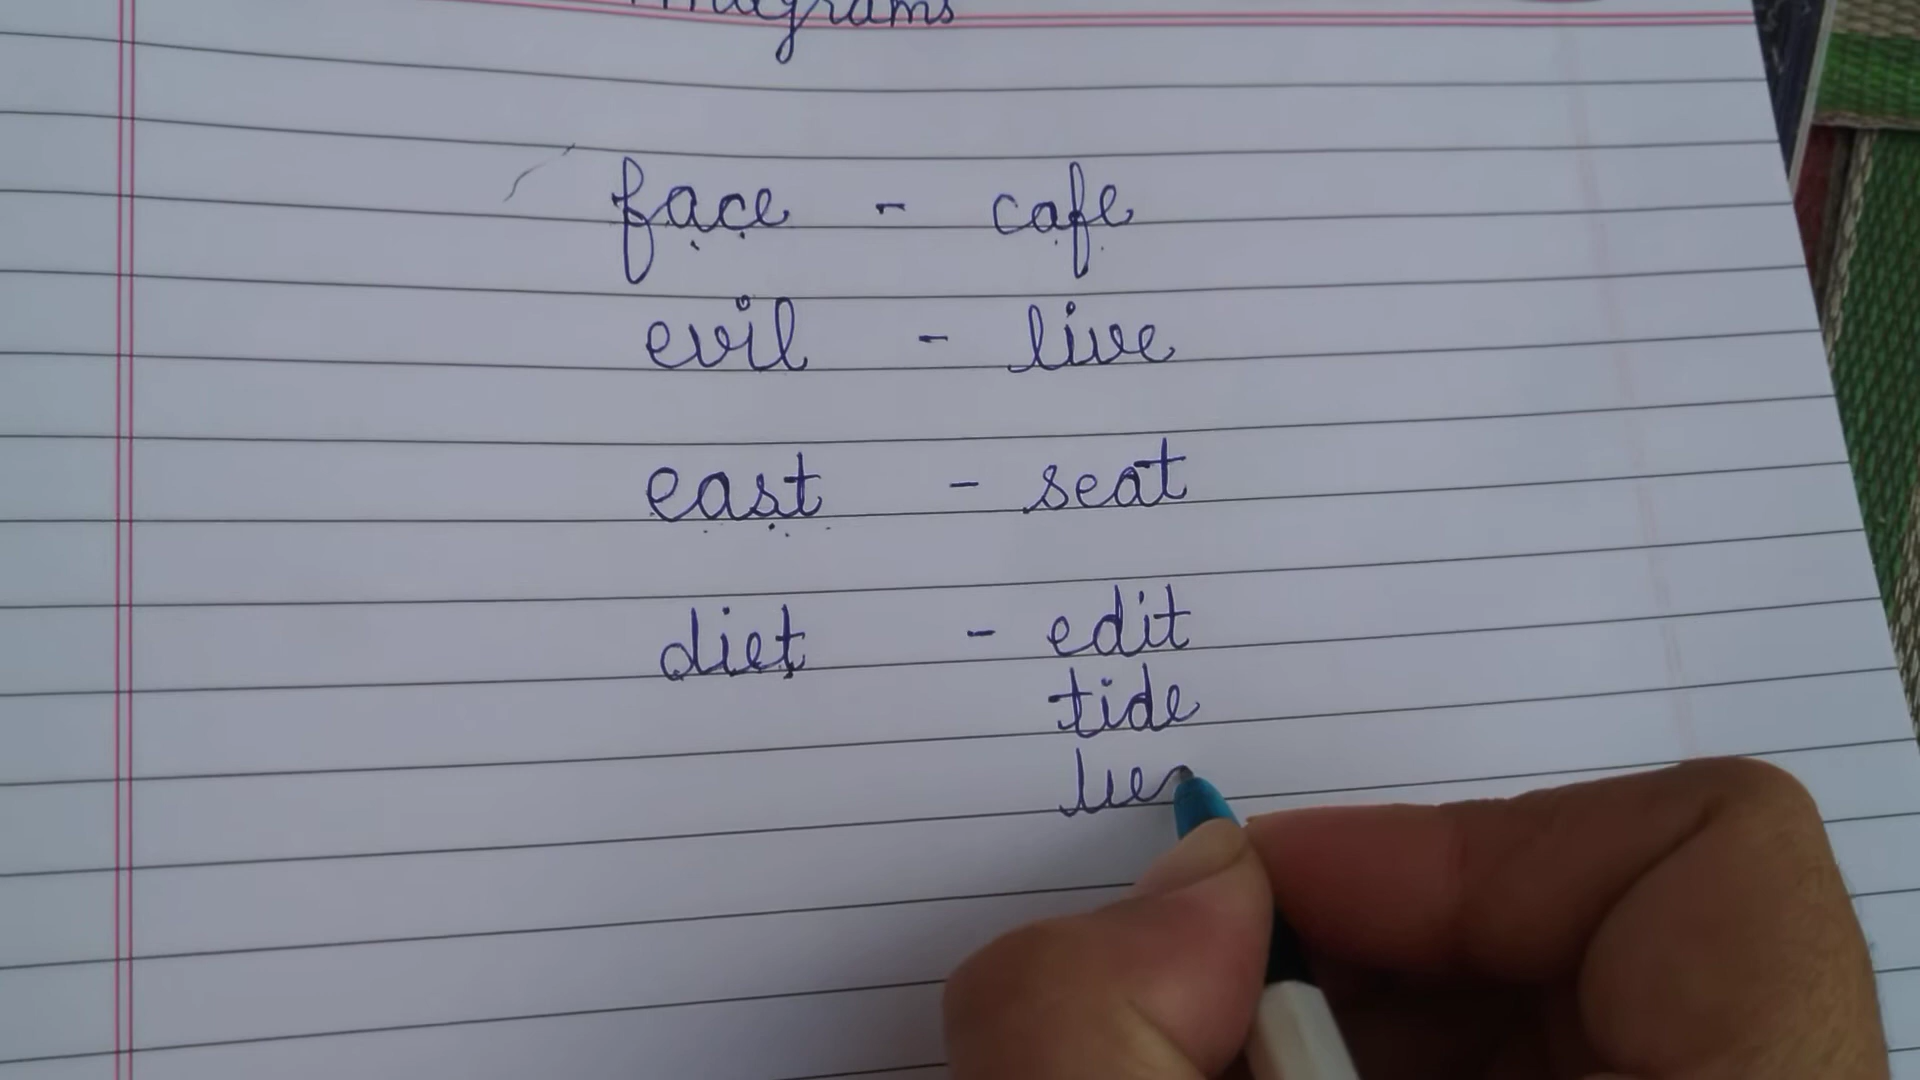 face - cafe
evil - live
east - seat
diet - edit
tide